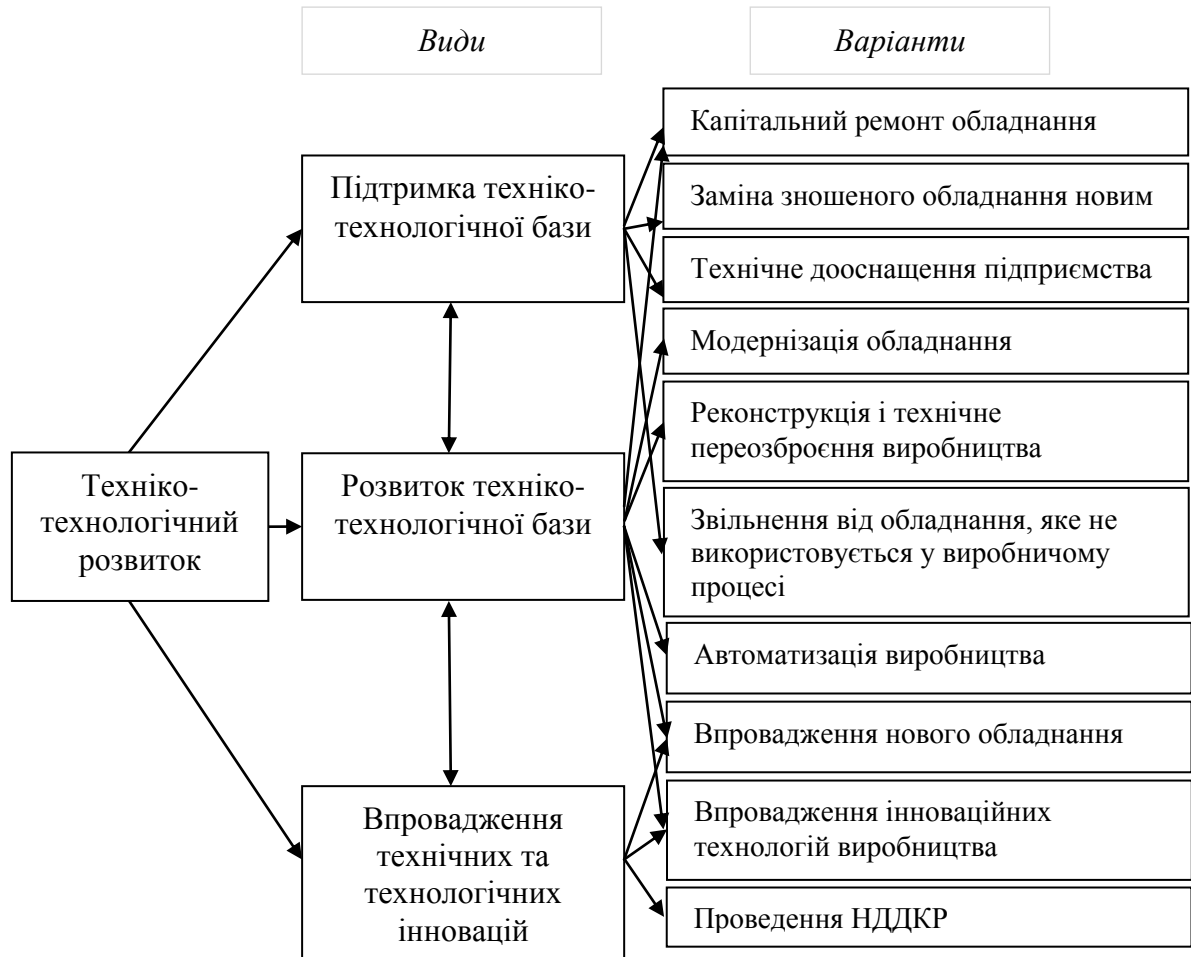 Види
Варіанти
Капітальний ремонт обладнання
Підтримка техніко-
технологічної бази
Заміна зношеного обладнання новим
Технічне дооснащення підприємства
Модернізація обладнання
Реконструкція і технічне
переозброєння виробництва
Техніко-
технологічний
розвиток
Розвиток техніко-
технологічної бази
Звільнення від обладнання, яке не
використовується у виробничому
процесі
Автоматизація виробництва
Впровадження нового обладнання
Впровадження
технічних та
технологічних
інновацій
Впровадження інноваційних
технологій виробництва
Проведення НДДКР